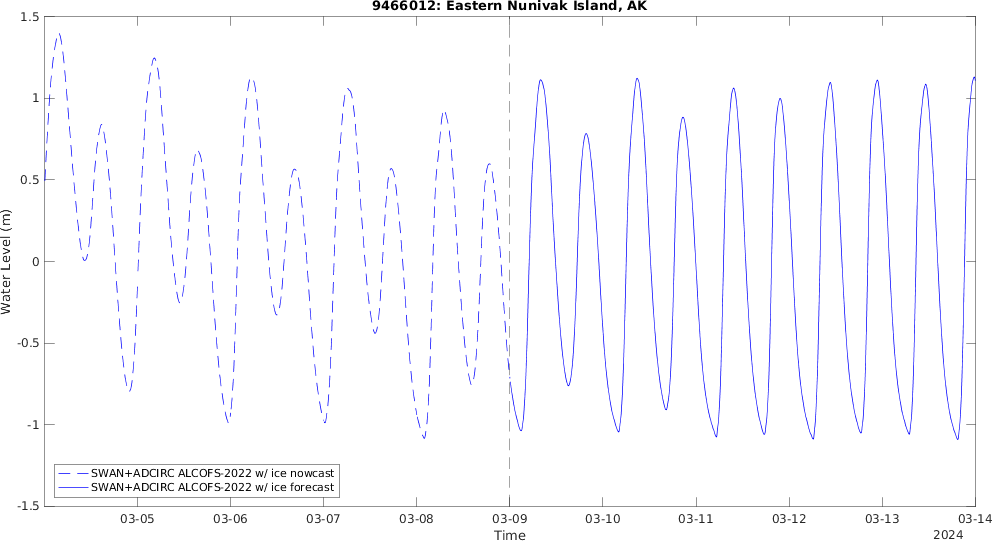 9466012: Eastern Nunivak Island, AK
1.5
1
0.5
0
-0.5
-1
-1.5
Water Level (m)
SWAN+ADCIRC ALCOFS-2022 w/ ice nowcast
SWAN+ADCIRC ALCOFS-2022 w/ ice forecast
03-05 03-06 03-07 03-08 03-09 03-10 03-11 03-12 03-13 03-14
Time
2024